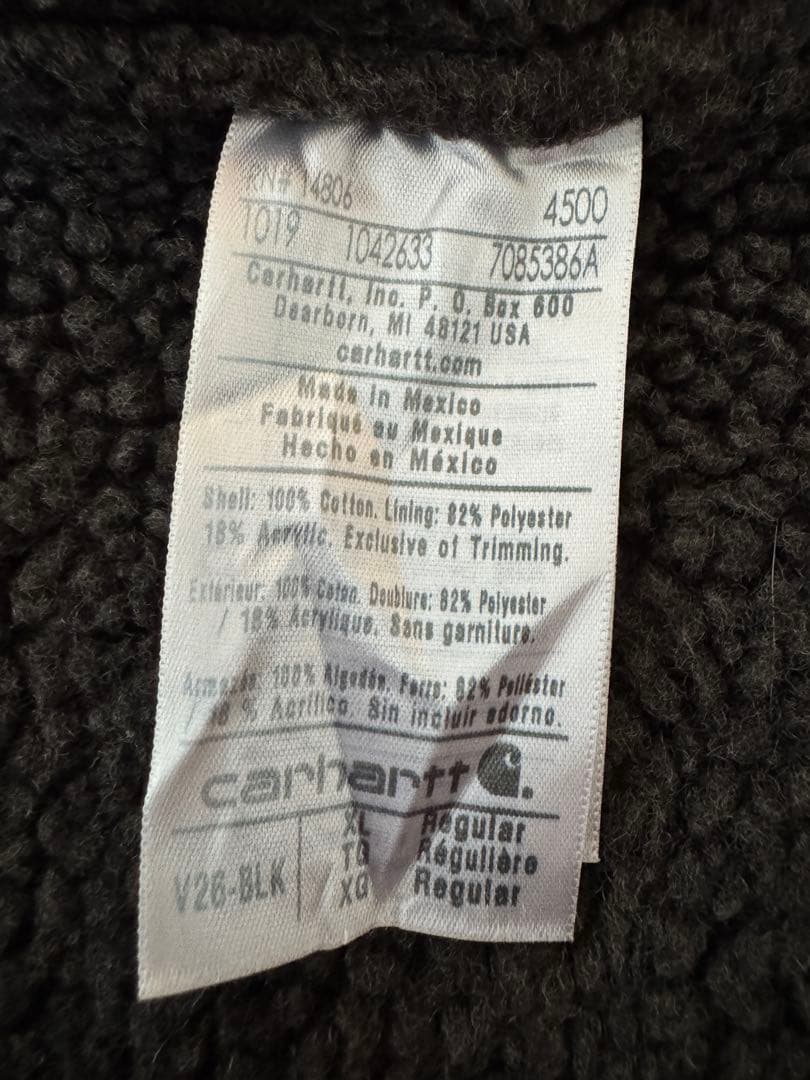 RN# 14806 4500
1019 1042633 7085386A
Carhartt, Inc. P. O. Box 600
Dearborn, MI 48121 USA
carhartt.com
Made in Mexico
Fabriqué au Mexique
Hecho en México
Shell: 100% Cotton. Lining: 82% Polyester
18% Acrylic. Exclusive of Trimming.
Extérieur: 100% Coton. Doublure: 82% Polyester
/ 18% Acrylique. Sans garniture.
100% Algodón. Forro: 82% Poliéster
/ 18 % Acrílico. Sin incluir adorno.
carhartt
V26-BLK
XL Regular
TG Régulière
XG Regular